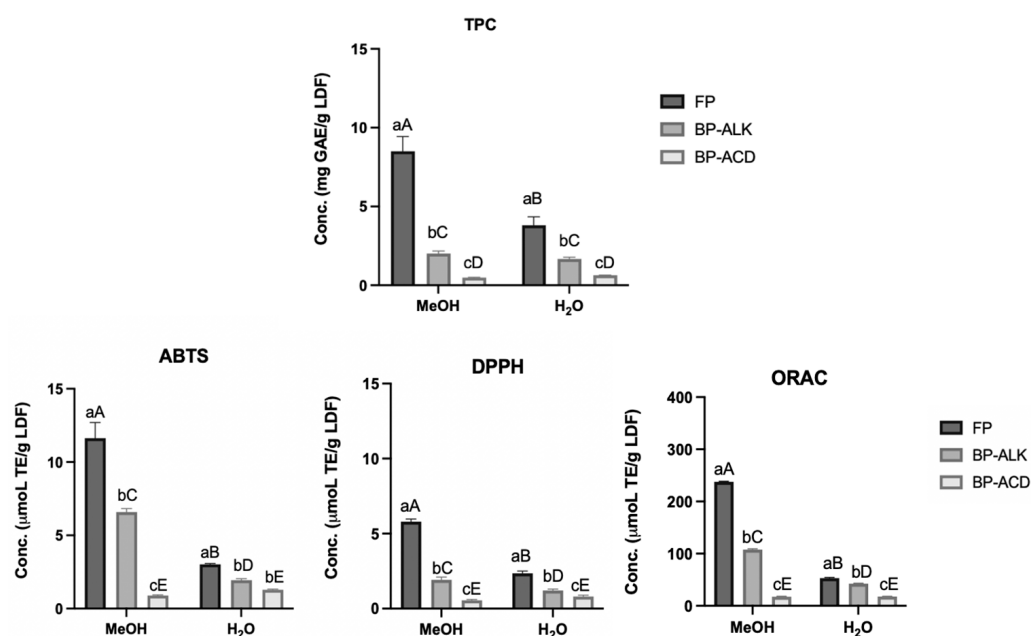 TPC
Conc. (mg GAE/g LDF)
15
10
5
0
aA
bC
cD
aB
bC
cD
MeOH
H₂O
FP
BP-ALK
BP-ACD
ABTS
Conc. (μmoL TE/g LDF)
15
10
5
0
aA
bC
cE
aB
bD
bE
MeOH
H₂O
DPPH
Conc. (μmoL TE/g LDF)
15
10
5
0
aA
bC
cE
aB
bD
cE
MeOH
H₂O
ORAC
Conc. (μmoL TE/g LDF)
400
300
200
100
0
aA
bC
cE
aB
bD
cE
MeOH
H₂O
FP
BP-ALK
BP-ACD